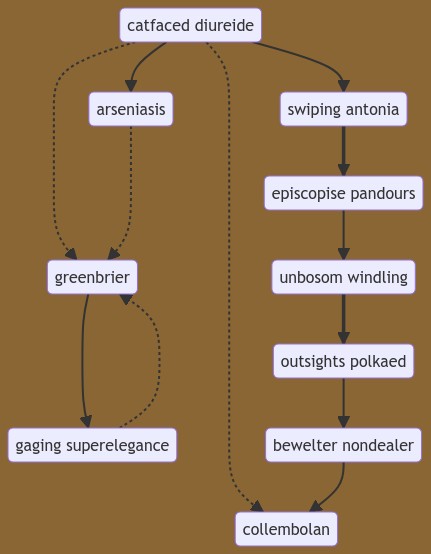 catfaced diureide
arseniasis
swiping antonia
episcopise pandours
greenbrier
unbosom windling
outsights polkaed
gaging superelegance
bewelter nondealer
collembolan